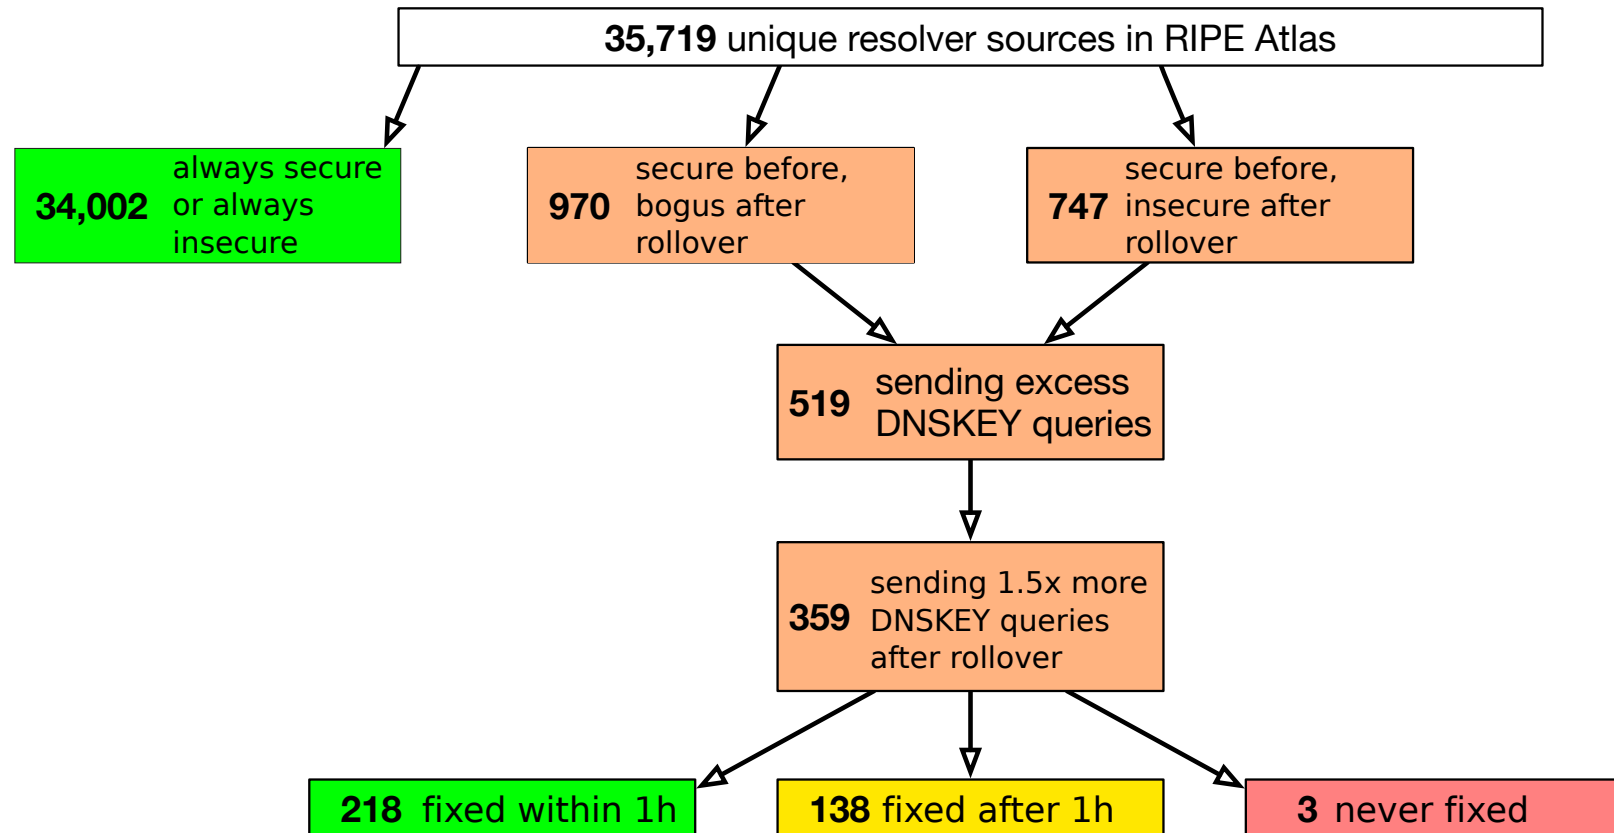 35,719 unique resolver sources in RIPE Atlas
34,002 always secure
or always
insecure
970 secure before,
bogus after
rollover
747 secure before,
insecure after
rollover
519 sending excess
DNSKEY queries
359 sending 1.5x more
DNSKEY queries
after rollover
218 fixed within 1h
138 fixed after 1h
3 never fixed